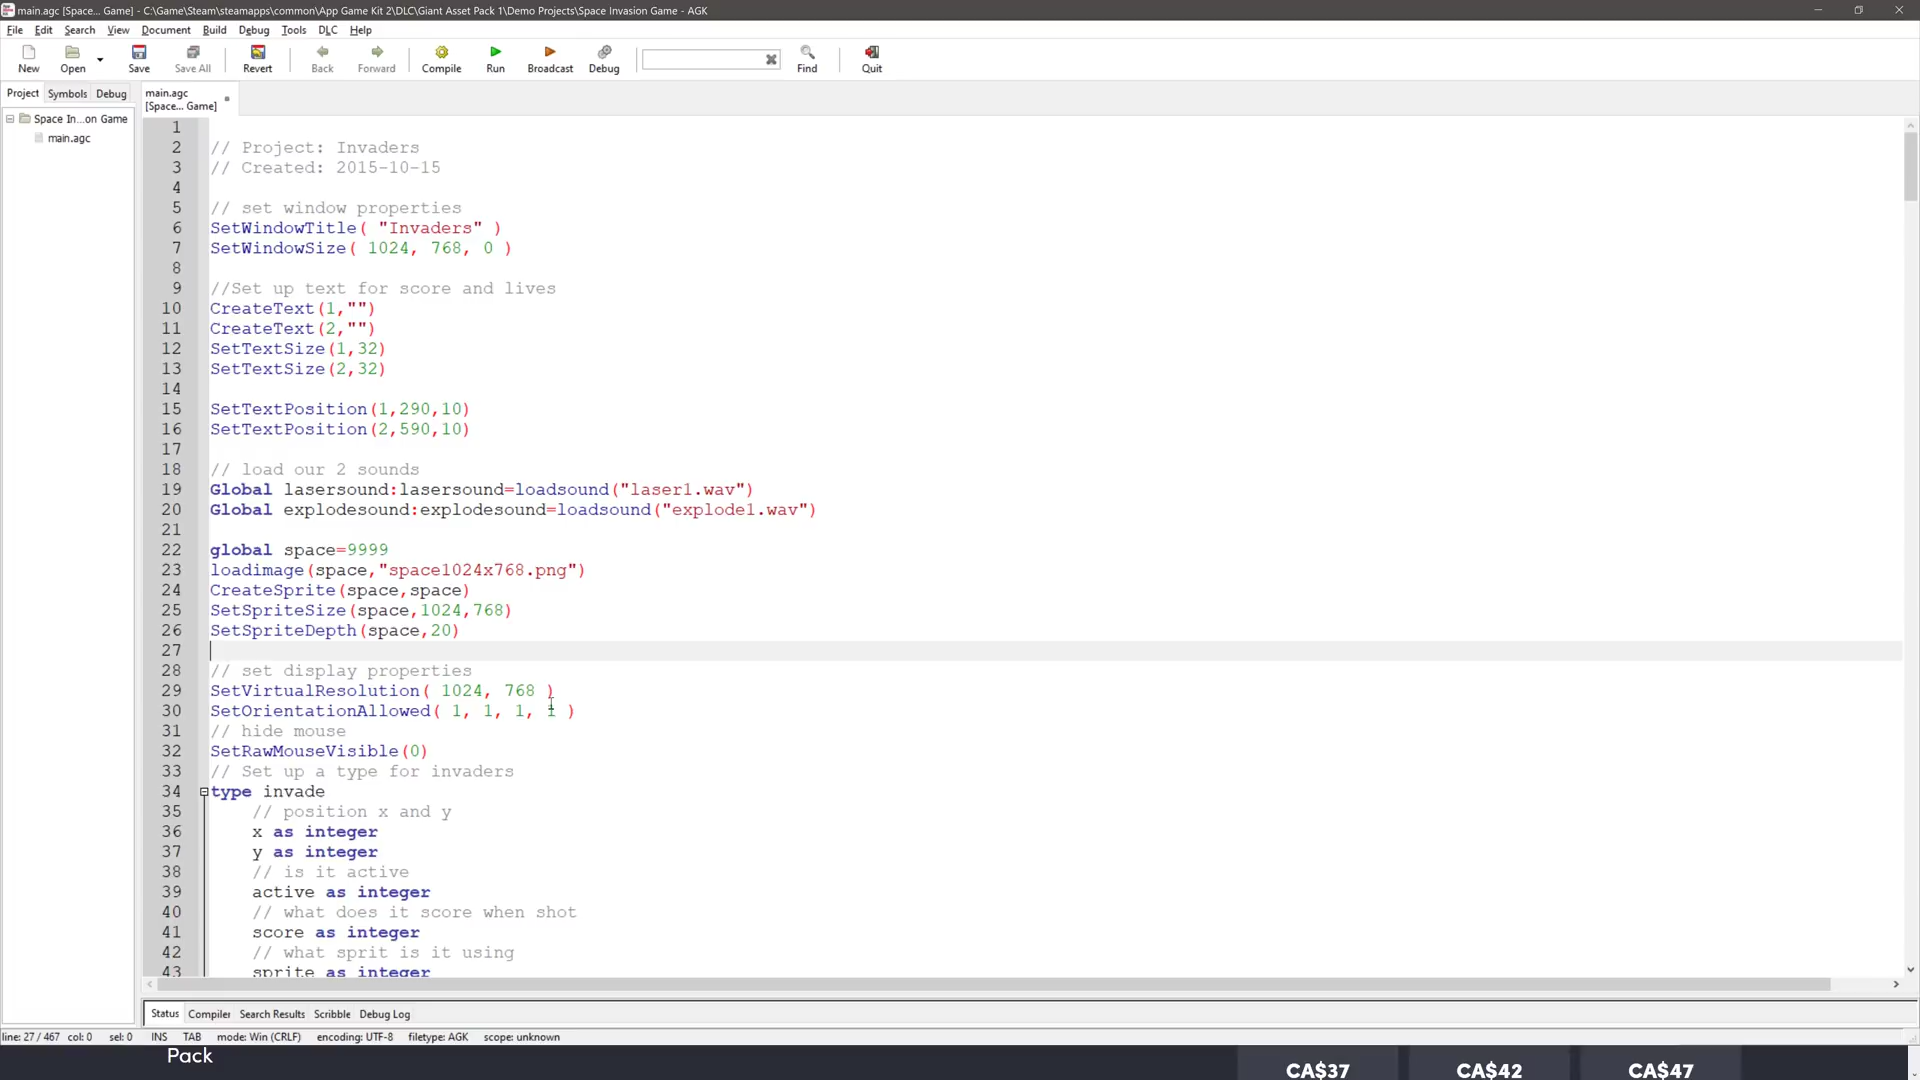 main.agc [Space... Game] - C:\Game\Steam\steamapps\common\App Game Kit 2\DLC\Giant Asset Pack 1\Demo Projects\Space Invasion Game - AGK
File Edit Search View Document Build Debug Tools DLC Help
New Open Save Save All Revert Back Forward Compile Run Broadcast Debug Find Quit
Project Symbols Debug
main.agc
[Space... Game]
Space In...on Game
main.agc
1
2 // Project: Invaders
3 // Created: 2015-10-15
4
5 // set window properties
6 SetWindowTitle( "Invaders" )
7 SetWindowSize( 1024, 768, 0 )
8
9 //Set up text for score and lives
10 CreateText(1,"")
11 CreateText(2,"")
12 SetTextSize(1,32)
13 SetTextSize(2,32)
14
15 SetTextPosition(1,290,10)
16 SetTextPosition(2,590,10)
17
18 // load our 2 sounds
19 Global lasersound:lasersound=loadsound("laser1.wav")
20 Global explodesound:explodesound=loadsound("explode1.wav")
21
22 global space=9999
23 loadimage(space,"space1024x768.png")
24 CreateSprite(space,space)
25 SetSpriteSize(space,1024,768)
26 SetSpriteDepth(space,20)
27
28 // set display properties
29 SetVirtualResolution( 1024, 768 )
30 SetOrientationAllowed( 1, 1, 1, 1 )
31 // hide mouse
32 SetRawMouseVisible(0)
33 // Set up a type for invaders
34 type invade
35 // position x and y
36 x as integer
37 y as integer
38 // is it active
39 active as integer
40 // what does it score when shot
41 score as integer
42 // what sprit is it using
43 sprite as integer
Status Compiler Search Results Scribble Debug Log
line: 27 / 467 col: 0 sel: 0 INS TAB mode: Win (CRLF) encoding: UTF-8 filetype: AGK scope: unknown
Pack
CA$37 CA$42 CA$47